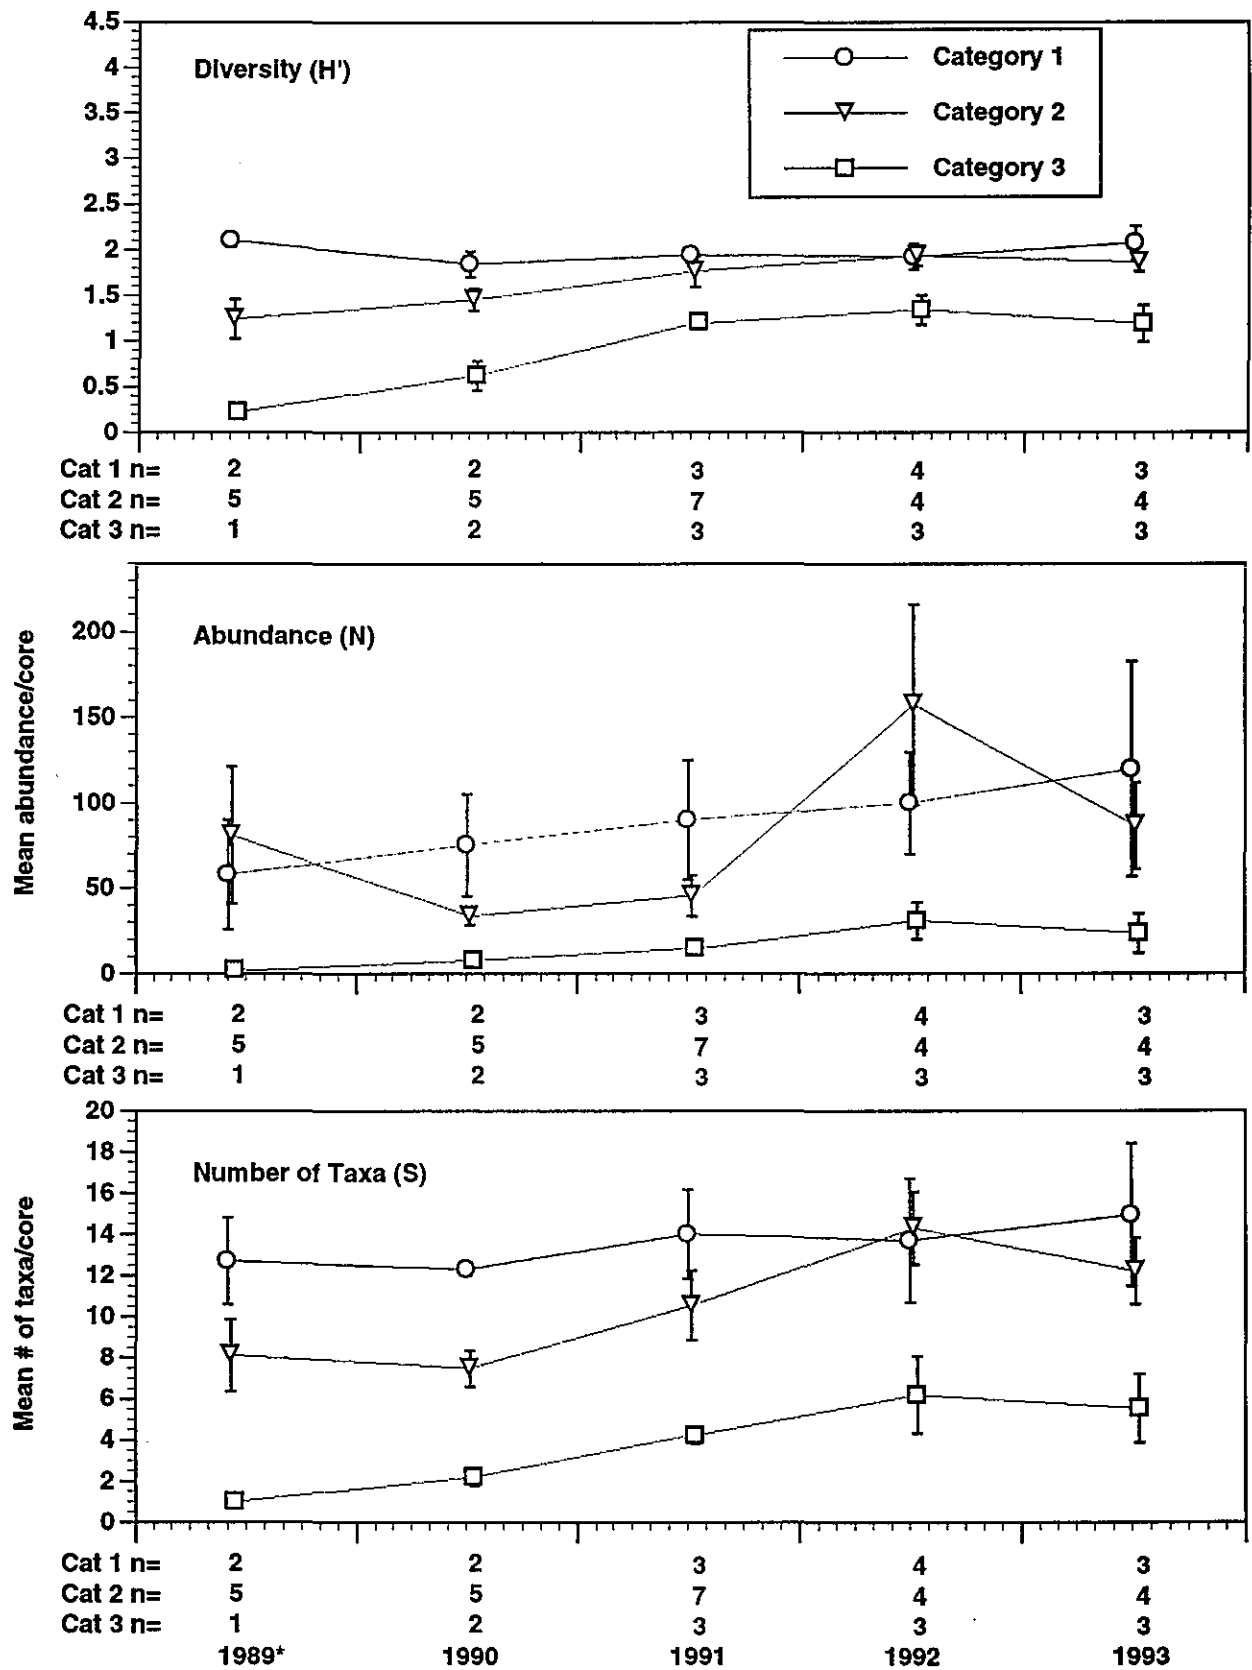 4.5
4
3.5
3
2.5
2
1.5
1
0.5
0
Diversity (H')
Category 1
Category 2
Category 3
Cat 1 n= 2 2 3 4 3
Cat 2 n= 5 5 7 4 4
Cat 3 n= 1 2 3 3 3
Mean abundance/core
200
150
100
50
0
Abundance (N)
Cat 1 n= 2 2 3 4 3
Cat 2 n= 5 5 7 4 4
Cat 3 n= 1 2 3 3 3
Mean # of taxa/core
20
18
16
14
12
10
8
6
4
2
0
Number of Taxa (S)
Cat 1 n= 2 2 3 4 3
Cat 2 n= 5 5 7 4 4
Cat 3 n= 1 2 3 3 3
1989* 1990 1991 1992 1993